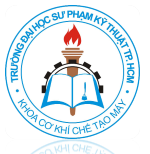 TRƯỜNG ĐẠI HỌC SƯ PHẠM KỸ THUẬT TP.HCM
KHOA CƠ KHÍ CHẾ TẠO MÁY